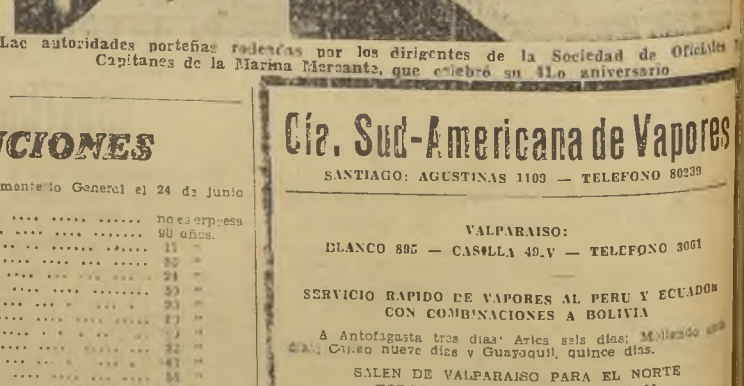 Lac autoridades porteñas rodeadas por los dirigentes de la Sociedad de Oficiales
Capitanes de la Marina Mercante, que celebró su 41.o aniversario
CIONES
mente io General el 24 de junio
no es expresa
90 años.
Cía. Sud-Americana de Vapores
SANTIAGO: AGUSTINAS 1109 — TELEFONO 80239
VALPARAISO:
BLANCO 895 — CASILLA 49-V — TELEFONO 3061
SERVICIO RAPIDO DE VAPORES AL PERU Y ECUADOR
CON COMBINACIONES A BOLIVIA
A Antofagasta tres días; Arica seis días; Mollendo
Callao nueve días y Guayaquil, quince días.
SALEN DE VALPARAISO PARA EL NORTE